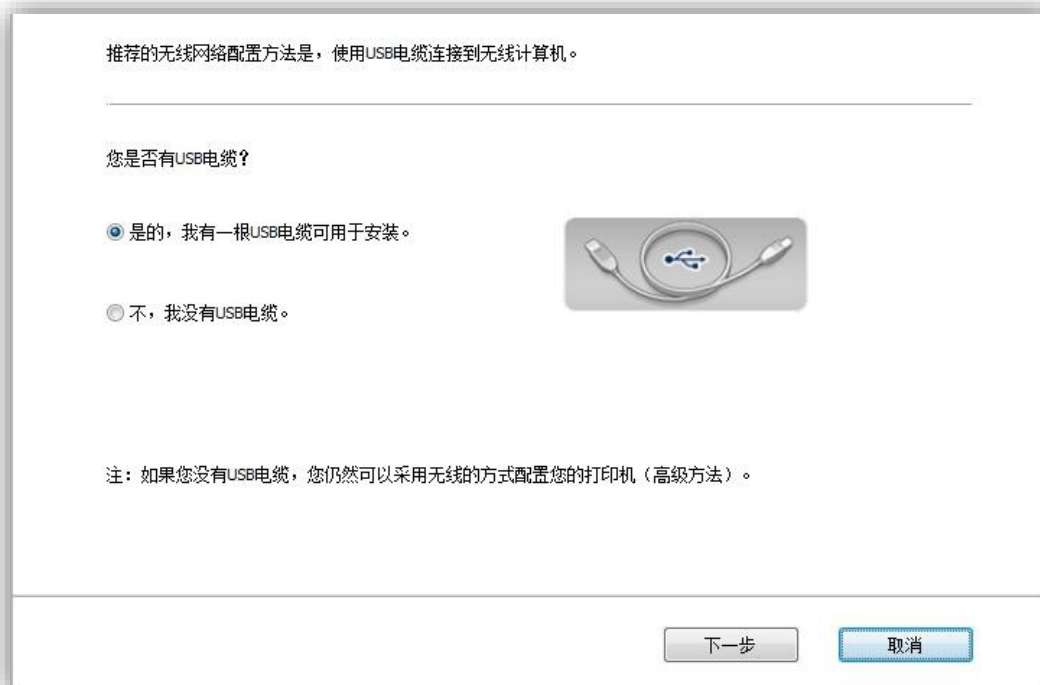 推荐的无线网络配置方法是，使用USB电缆连接到无线计算机。
您是否有USB电缆？
是的，我有一根USB电缆可用于安装。
不，我没有USB电缆。
注：如果您没有USB电缆，您仍然可以采用无线的方式配置您的打印机（高级方法）。
下一步
取消